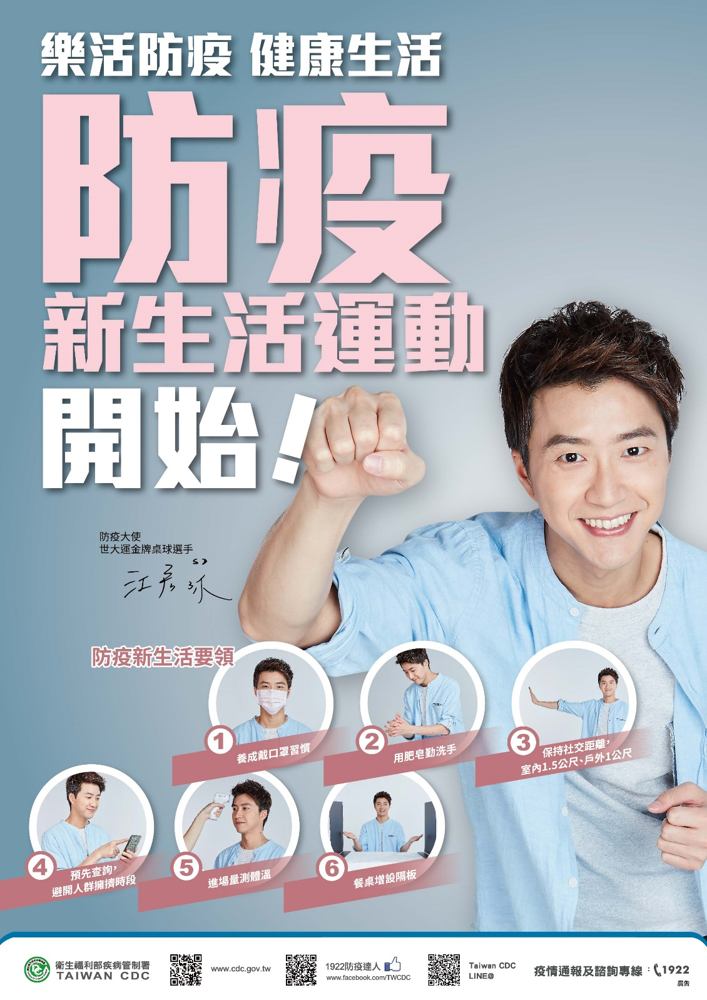 樂活防疫 健康生活
防疫
新生活運動
開始！
防疫大使
世大運金牌桌球選手
江宏傑
防疫新生活要領
1
養成戴口罩習慣
2
用肥皂勤洗手
3
保持社交距離，
室內1.5公尺、戶外1公尺
4
預先查詢，
避開人群擁擠時段
5
進場量測體溫
6
餐桌增設隔板
衛生福利部疾病管制署
TAIWAN CDC
www.cdc.gov.tw
1922防疫達人
www.facebook.com/TWCDC
Taiwan CDC
LINE@
疫情通報及諮詢專線：1922
廣告